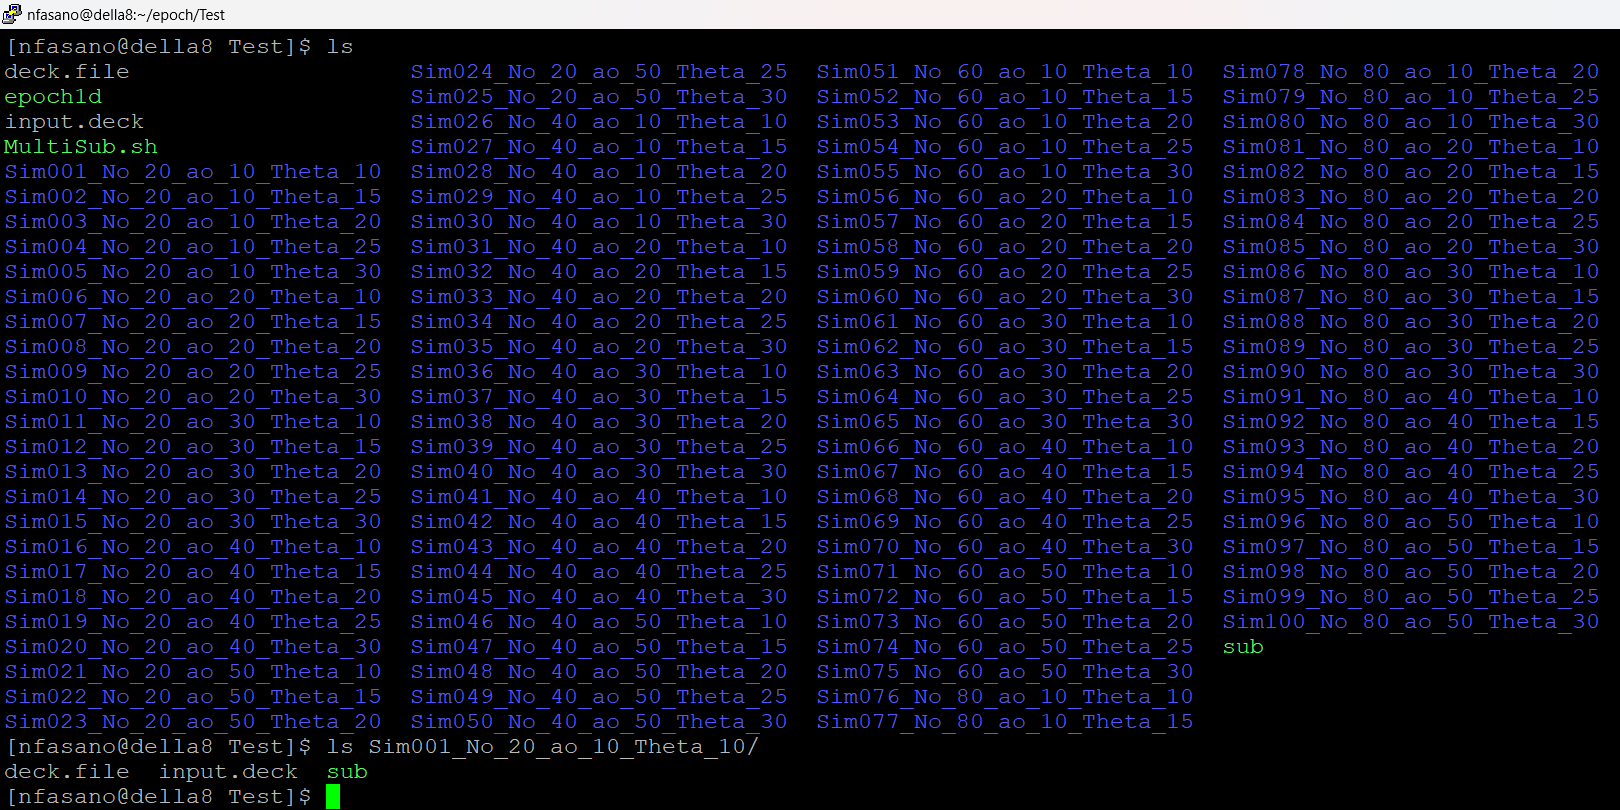 nfasano@della8:~/epoch/Test
[nfasano@della8 Test]$ ls
deck.file Sim024_No_20_ao_50_Theta_25 Sim051_No_60_ao_10_Theta_10 Sim078_No_80_ao_10_Theta_20
epoch1d Sim025_No_20_ao_50_Theta_30 Sim052_No_60_ao_10_Theta_15 Sim079_No_80_ao_10_Theta_25
input.deck Sim026_No_40_ao_10_Theta_10 Sim053_No_60_ao_10_Theta_20 Sim080_No_80_ao_10_Theta_30
MultiSub.sh Sim027_No_40_ao_10_Theta_15 Sim054_No_60_ao_10_Theta_25 Sim081_No_80_ao_20_Theta_10
Sim001_No_20_ao_10_Theta_10 Sim028_No_40_ao_10_Theta_20 Sim055_No_60_ao_10_Theta_30 Sim082_No_80_ao_20_Theta_15
Sim002_No_20_ao_10_Theta_15 Sim029_No_40_ao_10_Theta_25 Sim056_No_60_ao_20_Theta_10 Sim083_No_80_ao_20_Theta_20
Sim003_No_20_ao_10_Theta_20 Sim030_No_40_ao_10_Theta_30 Sim057_No_60_ao_20_Theta_15 Sim084_No_80_ao_20_Theta_25
Sim004_No_20_ao_10_Theta_25 Sim031_No_40_ao_20_Theta_10 Sim058_No_60_ao_20_Theta_20 Sim085_No_80_ao_20_Theta_30
Sim005_No_20_ao_10_Theta_30 Sim032_No_40_ao_20_Theta_15 Sim059_No_60_ao_20_Theta_25 Sim086_No_80_ao_30_Theta_10
Sim006_No_20_ao_20_Theta_10 Sim033_No_40_ao_20_Theta_20 Sim060_No_60_ao_20_Theta_30 Sim087_No_80_ao_30_Theta_15
Sim007_No_20_ao_20_Theta_15 Sim034_No_40_ao_20_Theta_25 Sim061_No_60_ao_30_Theta_10 Sim088_No_80_ao_30_Theta_20
Sim008_No_20_ao_20_Theta_20 Sim035_No_40_ao_20_Theta_30 Sim062_No_60_ao_30_Theta_15 Sim089_No_80_ao_30_Theta_25
Sim009_No_20_ao_20_Theta_25 Sim036_No_40_ao_30_Theta_10 Sim063_No_60_ao_30_Theta_20 Sim090_No_80_ao_30_Theta_30
Sim010_No_20_ao_20_Theta_30 Sim037_No_40_ao_30_Theta_15 Sim064_No_60_ao_30_Theta_25 Sim091_No_80_ao_40_Theta_10
Sim011_No_20_ao_30_Theta_10 Sim038_No_40_ao_30_Theta_20 Sim065_No_60_ao_30_Theta_30 Sim092_No_80_ao_40_Theta_15
Sim012_No_20_ao_30_Theta_15 Sim039_No_40_ao_30_Theta_25 Sim066_No_60_ao_40_Theta_10 Sim093_No_80_ao_40_Theta_20
Sim013_No_20_ao_30_Theta_20 Sim040_No_40_ao_30_Theta_30 Sim067_No_60_ao_40_Theta_15 Sim094_No_80_ao_40_Theta_25
Sim014_No_20_ao_30_Theta_25 Sim041_No_40_ao_40_Theta_10 Sim068_No_60_ao_40_Theta_20 Sim095_No_80_ao_40_Theta_30
Sim015_No_20_ao_30_Theta_30 Sim042_No_40_ao_40_Theta_15 Sim069_No_60_ao_40_Theta_25 Sim096_No_80_ao_50_Theta_10
Sim016_No_20_ao_40_Theta_10 Sim043_No_40_ao_40_Theta_20 Sim070_No_60_ao_40_Theta_30 Sim097_No_80_ao_50_Theta_15
Sim017_No_20_ao_40_Theta_15 Sim044_No_40_ao_40_Theta_25 Sim071_No_60_ao_50_Theta_10 Sim098_No_80_ao_50_Theta_20
Sim018_No_20_ao_40_Theta_20 Sim045_No_40_ao_40_Theta_30 Sim072_No_60_ao_50_Theta_15 Sim099_No_80_ao_50_Theta_25
Sim019_No_20_ao_40_Theta_25 Sim046_No_40_ao_50_Theta_10 Sim073_No_60_ao_50_Theta_20 Sim100_No_80_ao_50_Theta_30
Sim020_No_20_ao_40_Theta_30 Sim047_No_40_ao_50_Theta_15 Sim074_No_60_ao_50_Theta_25 sub
Sim021_No_20_ao_50_Theta_10 Sim048_No_40_ao_50_Theta_20 Sim075_No_60_ao_50_Theta_30
Sim022_No_20_ao_50_Theta_15 Sim049_No_40_ao_50_Theta_25 Sim076_No_80_ao_10_Theta_10
Sim023_No_20_ao_50_Theta_20 Sim050_No_40_ao_50_Theta_30 Sim077_No_80_ao_10_Theta_15
[nfasano@della8 Test]$ ls Sim001_No_20_ao_10_Theta_10/
deck.file input.deck sub
[nfasano@della8 Test]$